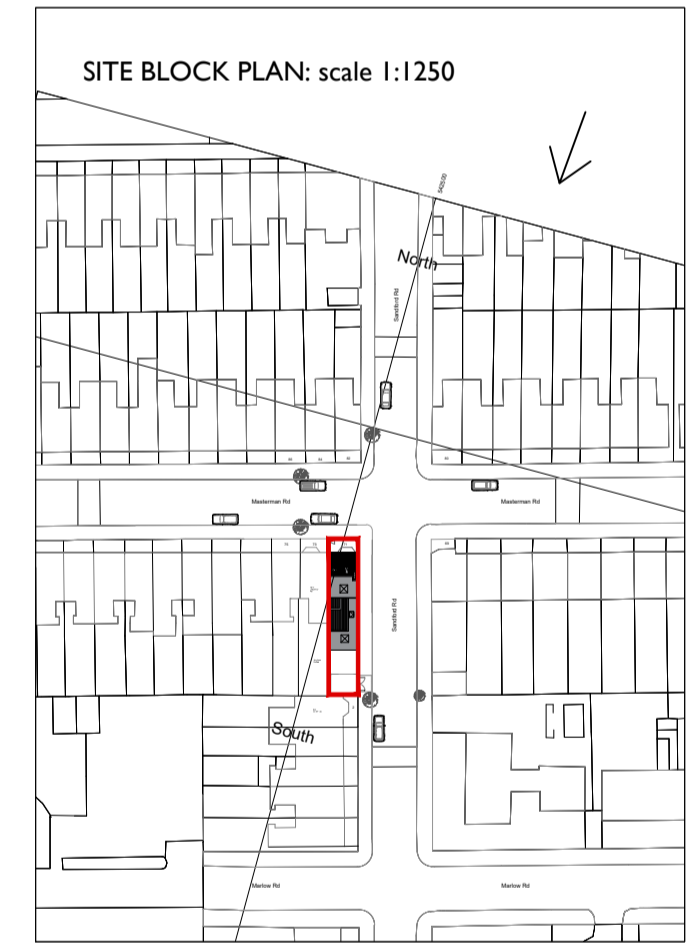 SITE BLOCK PLAN: scale 1:1250
North
Sandford Rd
Masterman Rd
Masterman Rd
Sandford Rd
South
Marlow Rd
Marlow Rd